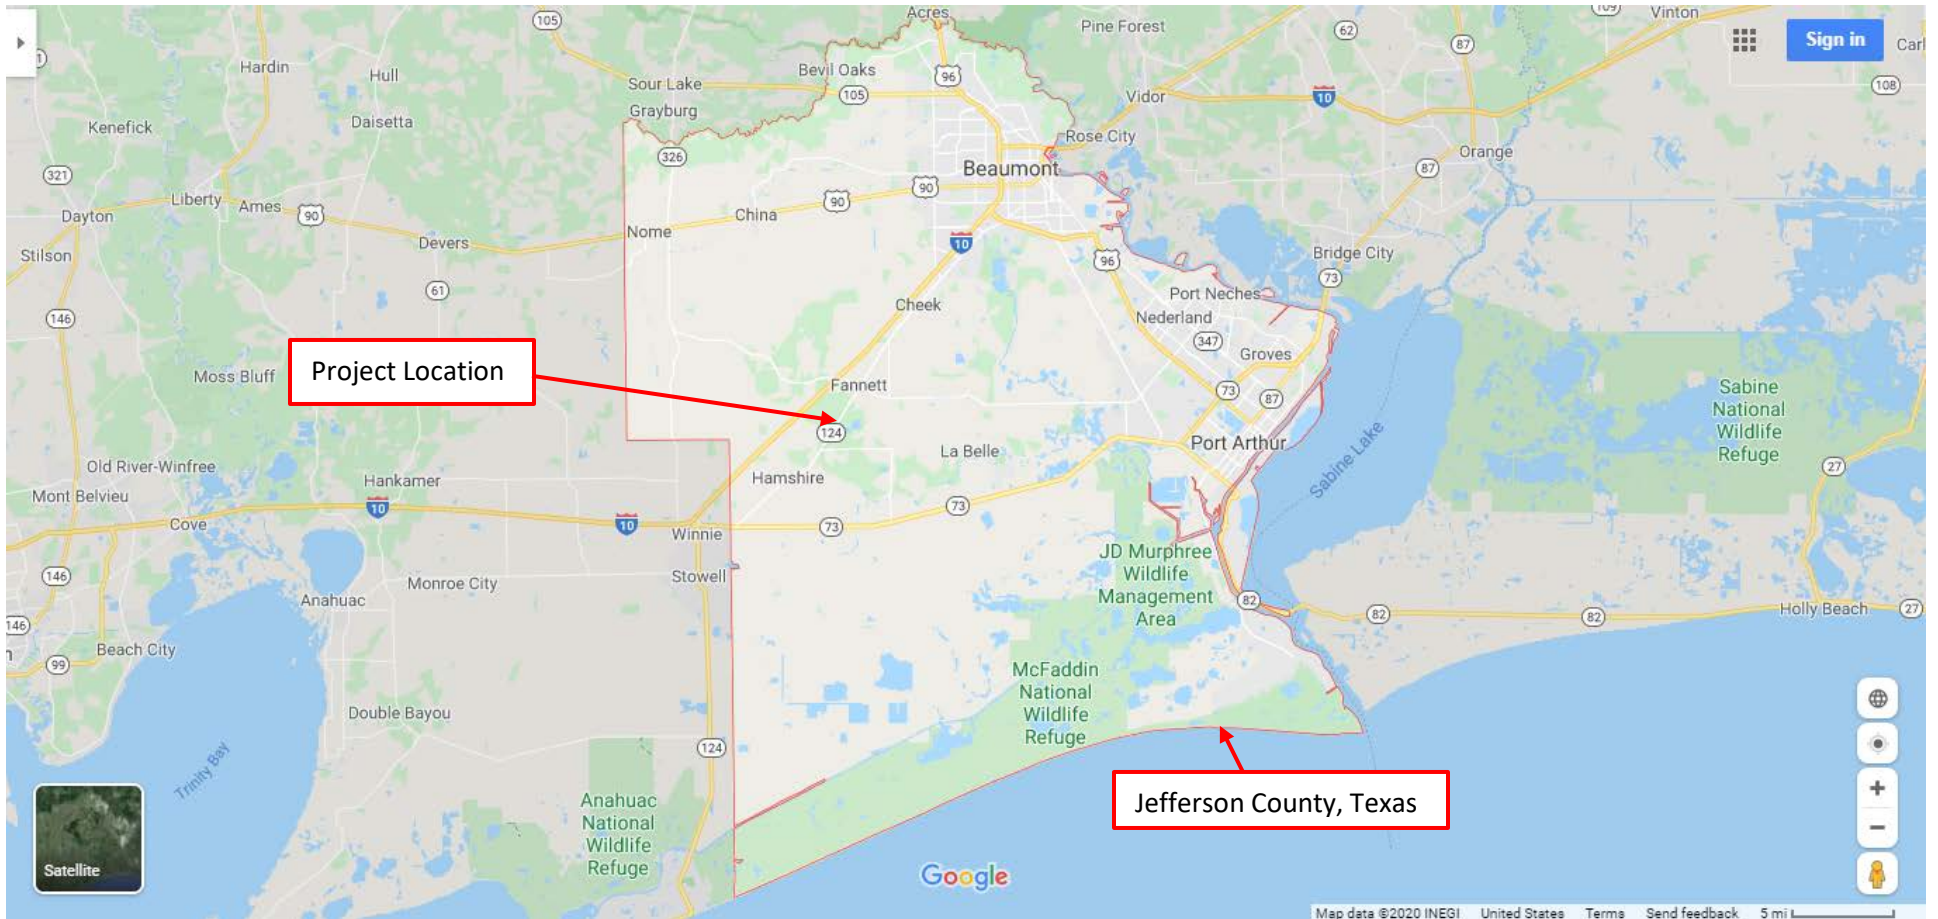 105
Acres
Pine Forest
62
87
109
Vinton
Sign in
Carl
Hardin
Hull
Sour Lake
Bevil Oaks
96
105
Vidor
10
108
Grayburg
Kenefick
Daisetta
Rose City
326
Beaumont
Orange
87
321
Liberty
Ames
90
90
90
China
Dayton
Nome
Devers
10
Stilson
96
Bridge City
73
61
Port Neches
Cheek
Nederland
146
347
Groves
Project Location
Moss Bluff
Fannett
73
87
Sabine
National
Wildlife
Refuge
124
Port Arthur
La Belle
Sabine Lake
Old River-Winfree
27
Hankamer
Hamshire
Mont Belvieu
10
73
Cove
10
73
Winnie
JD Murphree
Wildlife
Management
Area
146
Monroe City
Stowell
Anahuac
82
82
82
Holly Beach
27
146
Beach City
99
McFaddin
National
Wildlife
Refuge
Double Bayou
124
Trinity Bay
Anahuac
National
Wildlife
Refuge
Jefferson County, Texas
Satellite
Google
Map data ©2020 INEGI United States Terms Send feedback 5 mi